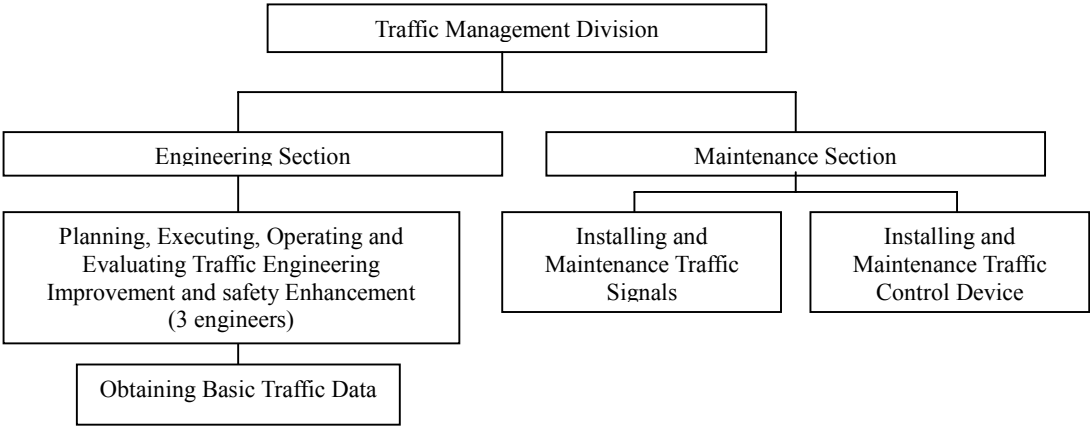 Traffic Management Division
Engineering Section
Maintenance Section
Planning, Executing, Operating and
Evaluating Traffic Engineering
Improvement and safety Enhancement
(3 engineers)
Installing and
Maintenance Traffic
Signals
Installing and
Maintenance Traffic
Control Device
Obtaining Basic Traffic Data